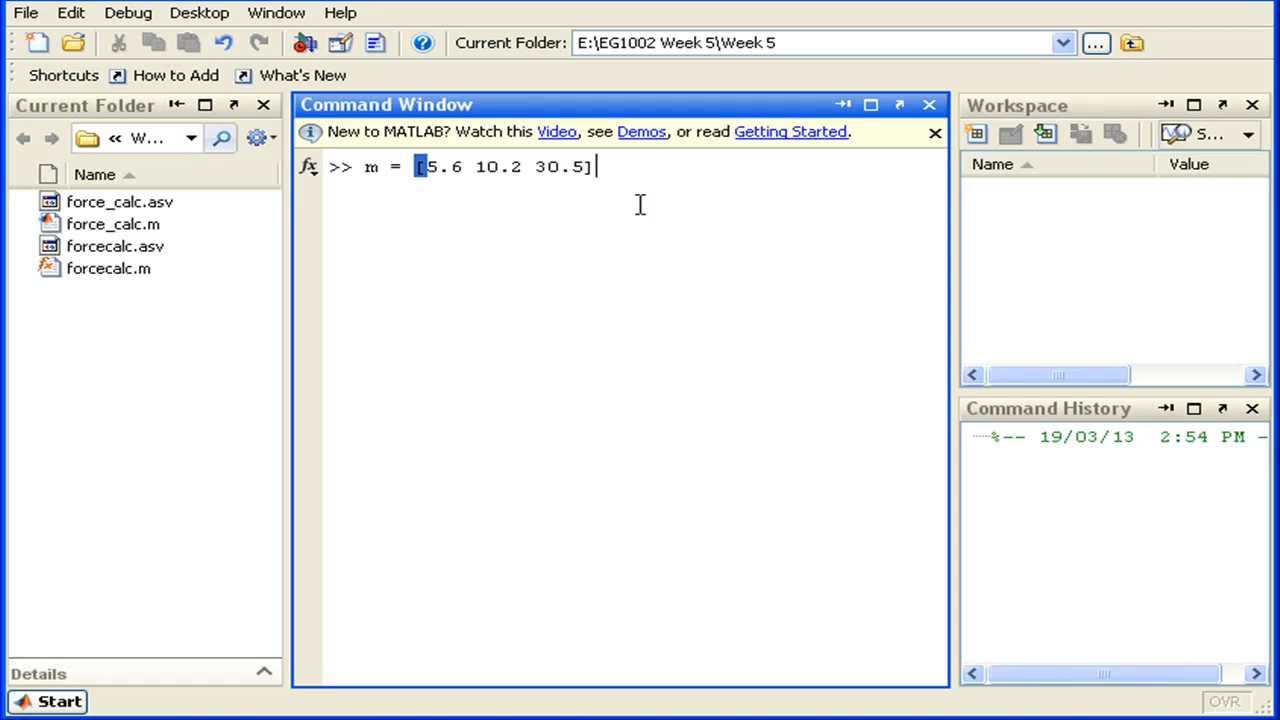 File Edit Debug Desktop Window Help
Current Folder: E:\EG1002 Week 5\Week 5 ...
Shortcuts How to Add What's New
Current Folder
« W...
Name
force_calc.asv
force_calc.m
forcecalc.asv
forcecalc.m
Details
Command Window
New to MATLAB? Watch this Video, see Demos, or read Getting Started.
fx >> m = [5.6 10.2 30.5]
Workspace
S...
Name Value
Command History
%-- 19/03/13 2:54 PM -
Start
OVR